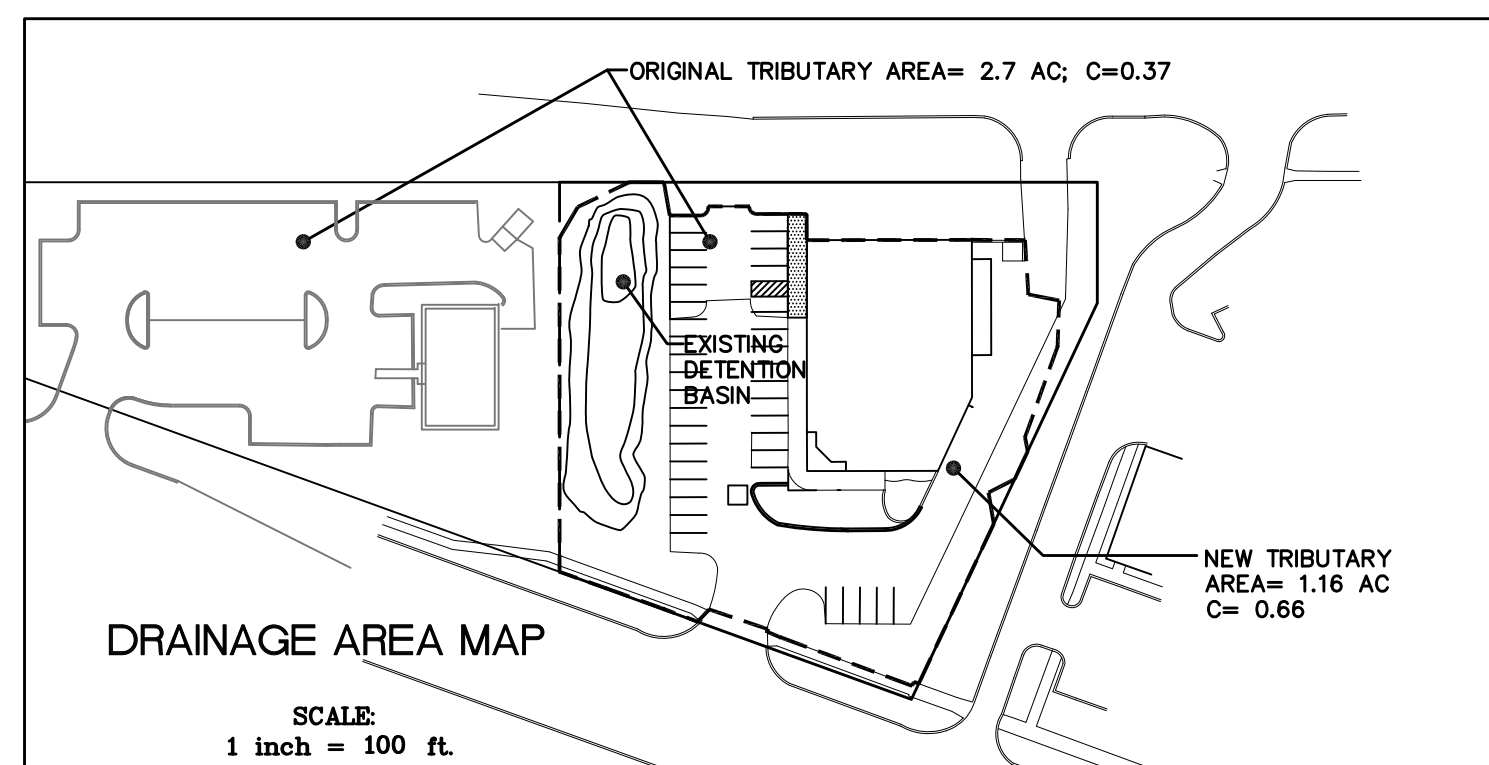 ORIGINAL TRIBUTARY AREA= 2.7 AC; C=0.37
EXISTING
DETENTION
BASIN
NEW TRIBUTARY
AREA= 1.16 AC
C= 0.66
DRAINAGE AREA MAP
SCALE:
1 inch = 100 ft.